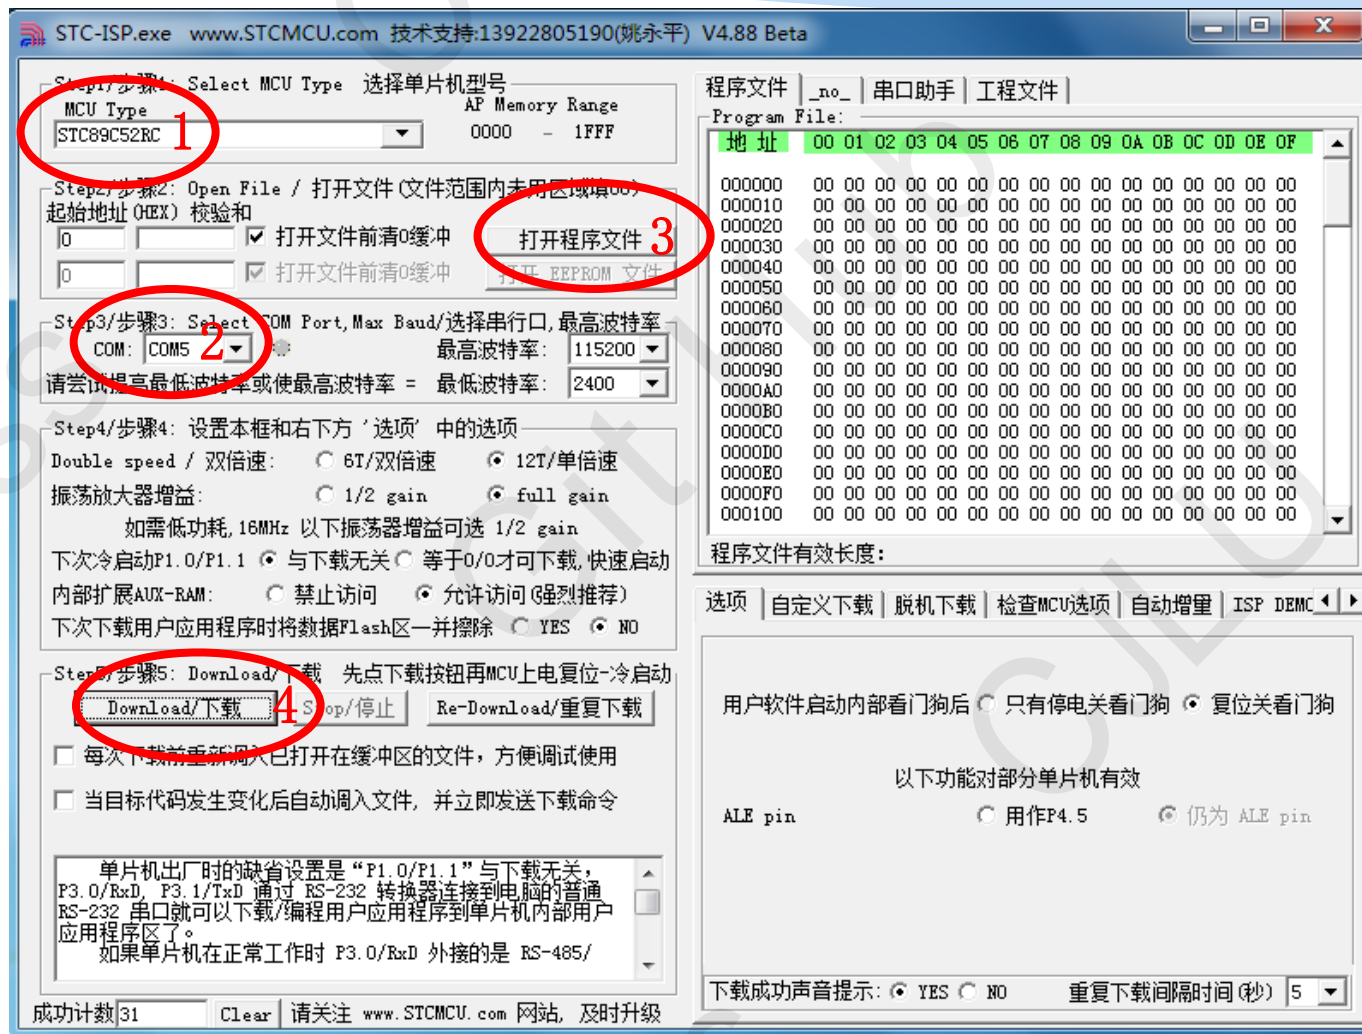 STC-ISP.exe www.STCMCU.com 技术支持:13922805190(姚永平) V4.88 Beta
Step1/步骤1: Select MCU Type 选择单片机型号
MCU Type AP Memory Range
STC89C52RC 1 0000 - 1FFF
Step2/步骤2: Open File / 打开文件(文件范围内未用区域填00)
起始地址(HEX) 校验和
0 打开文件前清0缓冲 打开程序文件 3
0 打开文件前清0缓冲 打开 EEPROM 文件
Step3/步骤3: Select COM Port,Max Baud/选择串行口,最高波特率
COM: COM5 2 最高波特率: 115200
请尝试提高最低波特率或使最高波特率 = 最低波特率: 2400
Step4/步骤4: 设置本框和右下方 '选项' 中的选项
Double speed / 双倍速: 6T/双倍速 12T/单倍速
振荡放大器增益: 1/2 gain full gain
如需低功耗,16MHz 以下振荡器增益可选 1/2 gain
下次冷启动P1.0/P1.1 与下载无关 等于0/0才可下载,快速启动
内部扩展AUX-RAM: 禁止访问 允许访问(强烈推荐)
下次下载用户应用程序时将数据Flash区一并擦除 YES NO
Step5/步骤5: Download/下载 先点下载按钮再MCU上电复位-冷启动
Download/下载 4 Stop/停止 Re-Download/重复下载
每次下载前重新调入已打开在缓冲区的文件,方便调试使用
当目标代码发生变化后自动调入文件, 并立即发送下载命令
单片机出厂时的缺省设置是“P1.0/P1.1”与下载无关,
P3.0/RxD, P3.1/TxD 通过 RS-232 转换器连接到电脑的普通
RS-232 串口就可以下载/编程用户应用程序到单片机内部用户
应用程序区了。
如果单片机在正常工作时 P3.0/RxD 外接的是 RS-485/
成功计数 31 Clear 请关注 www.STCMCU.com 网站, 及时升级
程序文件 _no_ 串口助手 工程文件
Program File:
地址 00 01 02 03 04 05 06 07 08 09 0A 0B 0C 0D 0E 0F
000000 00 00 00 00 00 00 00 00 00 00 00 00 00 00 00 00
000010 00 00 00 00 00 00 00 00 00 00 00 00 00 00 00 00
000020 00 00 00 00 00 00 00 00 00 00 00 00 00 00 00 00
000030 00 00 00 00 00 00 00 00 00 00 00 00 00 00 00 00
000040 00 00 00 00 00 00 00 00 00 00 00 00 00 00 00 00
000050 00 00 00 00 00 00 00 00 00 00 00 00 00 00 00 00
000060 00 00 00 00 00 00 00 00 00 00 00 00 00 00 00 00
000070 00 00 00 00 00 00 00 00 00 00 00 00 00 00 00 00
000080 00 00 00 00 00 00 00 00 00 00 00 00 00 00 00 00
000090 00 00 00 00 00 00 00 00 00 00 00 00 00 00 00 00
0000A0 00 00 00 00 00 00 00 00 00 00 00 00 00 00 00 00
0000B0 00 00 00 00 00 00 00 00 00 00 00 00 00 00 00 00
0000C0 00 00 00 00 00 00 00 00 00 00 00 00 00 00 00 00
0000D0 00 00 00 00 00 00 00 00 00 00 00 00 00 00 00 00
0000E0 00 00 00 00 00 00 00 00 00 00 00 00 00 00 00 00
0000F0 00 00 00 00 00 00 00 00 00 00 00 00 00 00 00 00
000100 00 00 00 00 00 00 00 00 00 00 00 00 00 00 00 00
程序文件有效长度:
选项 自定义下载 脱机下载 检查MCU选项 自动增量 ISP DEMC
用户软件启动内部看门狗后 只有停电关看门狗 复位关看门狗
以下功能对部分单片机有效
ALE pin 用作P4.5 仍为 ALE pin
下载成功声音提示: YES NO 重复下载间隔时间(秒) 5
GitHub
CJLU